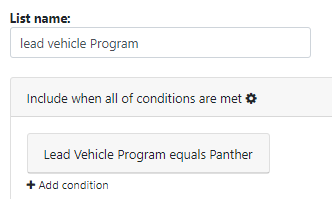 List name:
lead vehicle Program
Include when all of conditions are met
Lead Vehicle Program equals Panther
+ Add condition